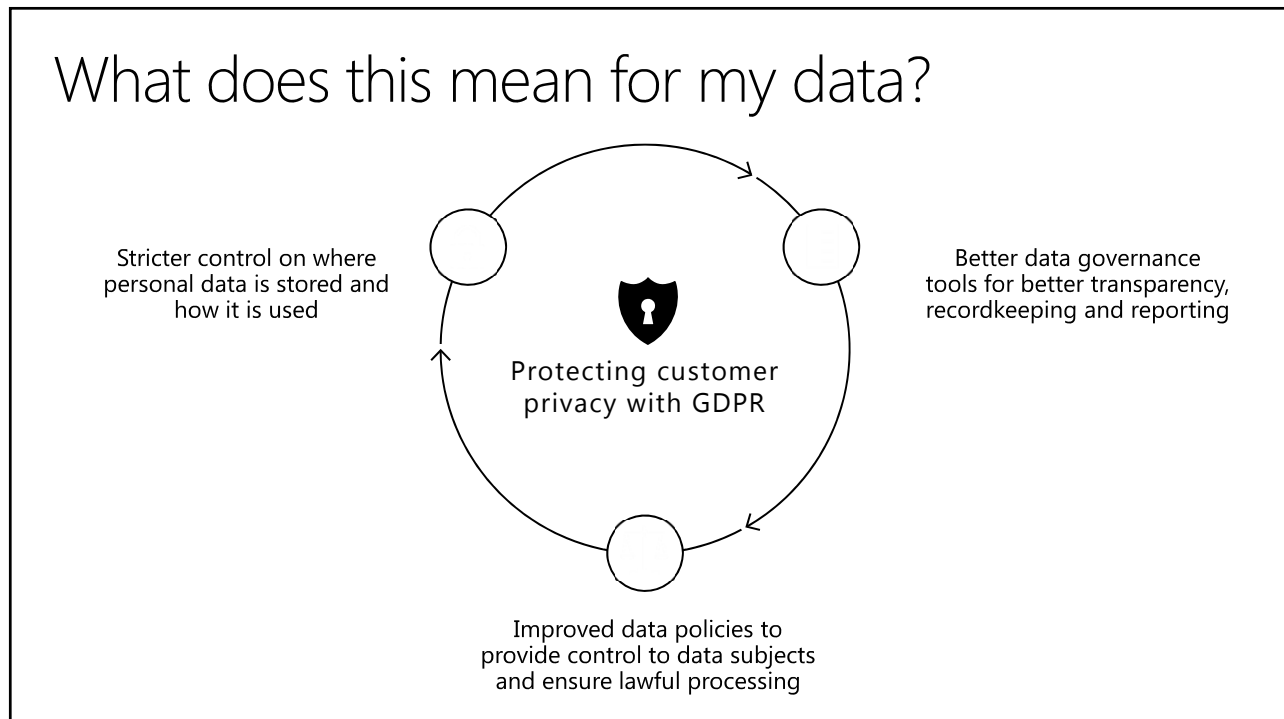 What does this mean for my data?
Stricter control on where
personal data is stored and
how it is used
Better data governance
tools for better transparency,
recordkeeping and reporting
Protecting customer
privacy with GDPR
Improved data policies to
provide control to data subjects
and ensure lawful processing